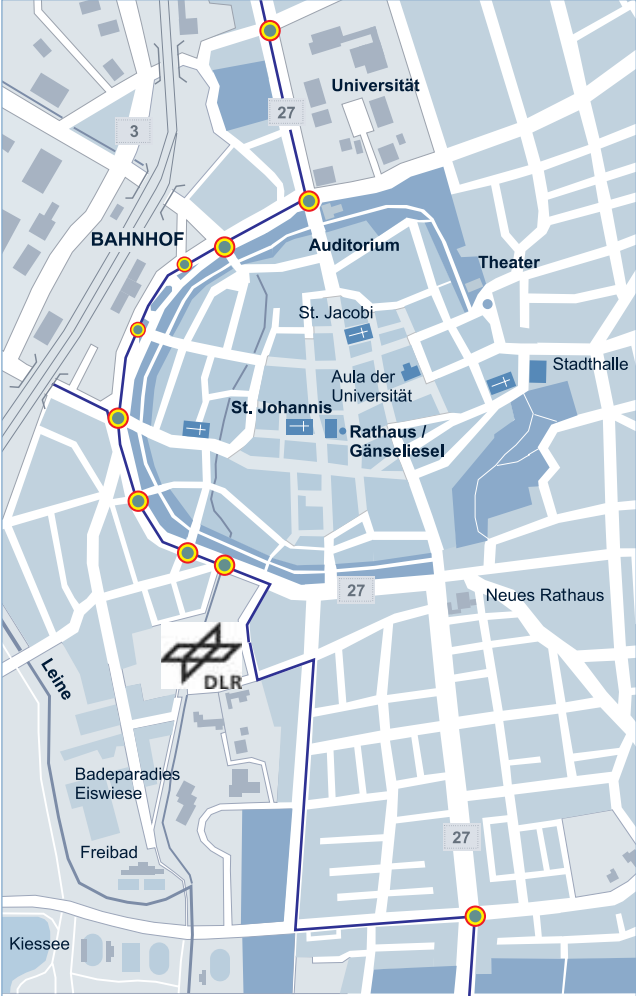 Universität
27
3
BAHNHOF
Auditorium
Theater
St. Jacobi
Stadthalle
Aula der
Universität
St. Johannis
Rathaus /
Gänseliesel
27
Neues Rathaus
DLR
Leine
Badeparadies
Eiswiese
27
Freibad
Kiessee